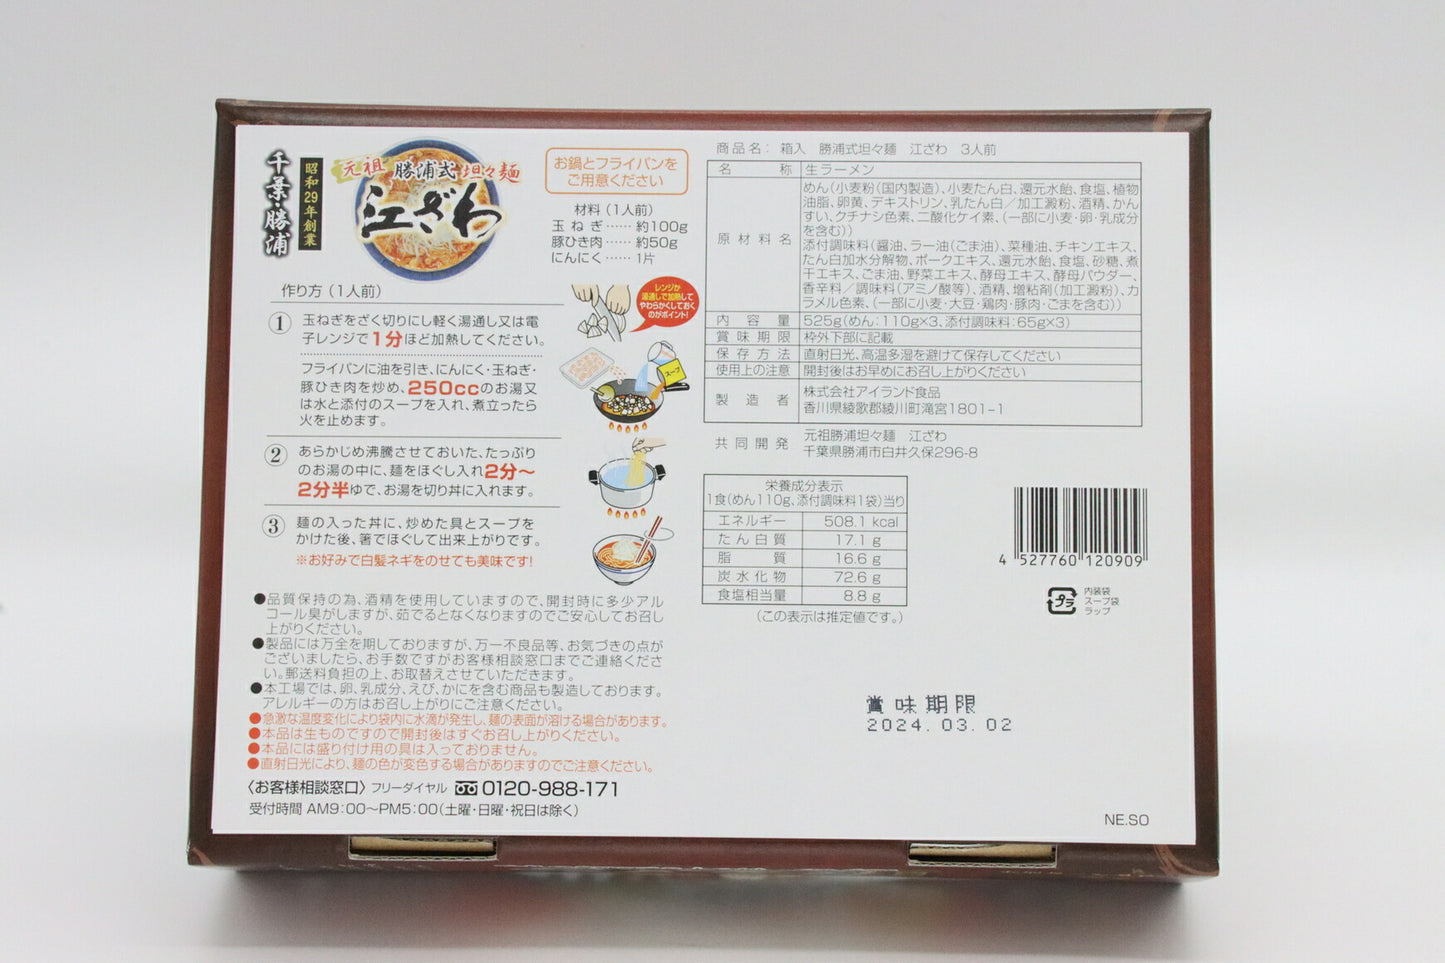 千葉・勝浦
昭和29年創業
元祖 勝浦式 坦々麺
江ざわ
お鍋とフライパンを
ご用意ください
材料（1人前）
玉ねぎ……約100g
豚ひき肉……約50g
にんにく……1片
作り方（1人前）
① 玉ねぎをざく切りにし軽く湯通し又は電
子レンジで1分ほど加熱してください。
レンジか
湯通しで加熱して
やわらかくしておく
のがポイント!
フライパンに油を引き、にんにく・玉ねぎ・
豚ひき肉を炒め、250ccのお湯又
は水と添付のスープを入れ、煮立ったら
火を止めます。
スープ
② あらかじめ沸騰させておいた、たっぷり
のお湯の中に、麺をほぐし入れ2分〜
2分半ゆで、お湯を切り丼に入れます。
③ 麺の入った丼に、炒めた具とスープを
かけた後、箸でほぐして出来上がりです。
※お好みで白髪ネギをのせても美味です!
●品質保持の為、酒精を使用していますので、開封時に多少アル
コール臭がしますが、茹でるとなくなりますのでご安心してお召し
上がりください。
●製品には万全を期しておりますが、万一不良品等、お気づきの点が
ございましたら、お手数ですがお客様相談窓口までご連絡くださ
い。郵送料負担の上、お取替えさせていただきます。
●本工場では、卵、乳成分、えび、かにを含む商品も製造しております。
アレルギーの方はお召し上がりにご注意ください。
●急激な温度変化により袋内に水滴が発生し、麺の表面が溶ける場合があります。
●本品は生ものですので開封後はすぐお召し上がりください。
●本品には盛り付け用の具は入っておりません。
●直射日光により、麺の色が変色する場合がありますのでご注意ください。
〈お客様相談窓口〉フリーダイヤル 0120-988-171
受付時間 AM9:00〜PM5:00（土曜・日曜・祝日は除く）
商品名： 箱入 勝浦式坦々麺 江ざわ 3人前
名称 生ラーメン
原材料名 めん（小麦粉（国内製造）、小麦たん白、還元水飴、食塩、植物
油脂、卵黄、デキストリン、乳たん白／加工澱粉、酒精、かん
すい、クチナシ色素、二酸化ケイ素、（一部に小麦・卵・乳成分
を含む））
添付調味料（醤油、ラー油（ごま油）、菜種油、チキンエキス、
たん白加水分解物、ポークエキス、還元水飴、食塩、砂糖、煮
干エキス、ごま油、野菜エキス、酵母エキス、酵母パウダー、
香辛料／調味料（アミノ酸等）、酒精、増粘剤（加工澱粉）、カ
ラメル色素、（一部に小麦・大豆・鶏肉・豚肉・ごまを含む））
内容量 525g（めん：110g×3、添付調味料：65g×3）
賞味期限 枠外下部に記載
保存方法 直射日光、高温多湿を避けて保存してください
使用上の注意 開封後はお早めにお召し上がりください
製造者 株式会社アイランド食品
香川県綾歌郡綾川町滝宮1801-1
共同開発 元祖勝浦坦々麺 江ざわ
千葉県勝浦市白井久保296-8
栄養成分表示
1食（めん110g、添付調味料1袋）当り
エネルギー 508.1 kcal
たん白質 17.1 g
脂質 16.6 g
炭水化物 72.6 g
食塩相当量 8.8 g
（この表示は推定値です。）
4 527760 120909
プラ
内装袋
スープ袋
ラップ
賞味期限
2024.03.02
NE.SO